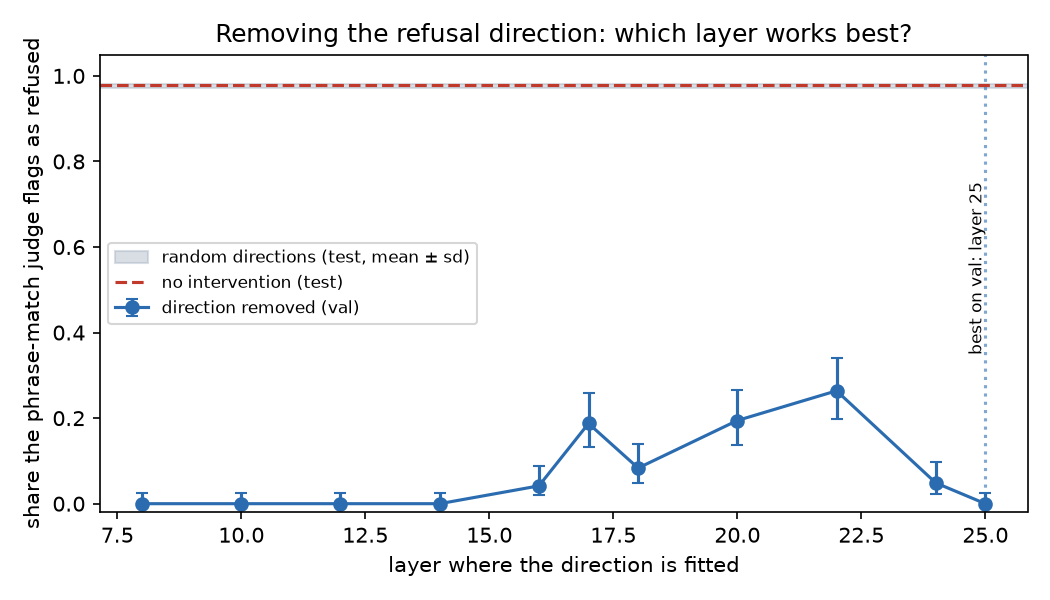 Removing the refusal direction: which layer works best?
share the phrase-match judge flags as refused
1.0
0.8
0.6
0.4
0.2
0.0
random directions (test, mean ± sd)
no intervention (test)
direction removed (val)
best on val: layer 25
7.5
10.0
12.5
15.0
17.5
20.0
22.5
25.0
layer where the direction is fitted